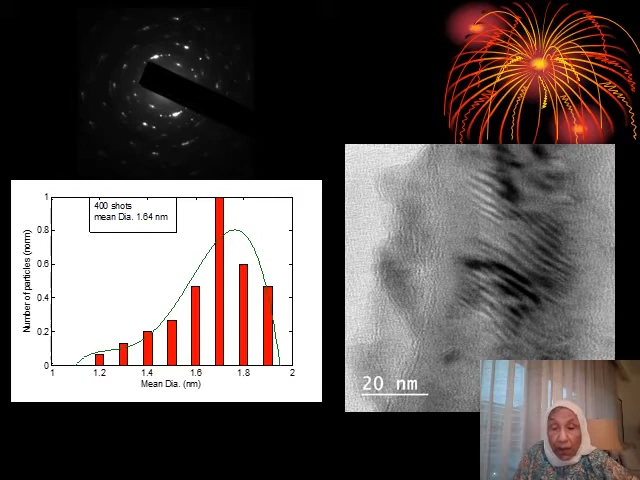 400 shots
mean Dia. 1.64 nm
Number of particles (norm)
1
0.8
0.6
0.4
0.2
0
1
1.2
1.4
1.6
1.8
2
Mean Dia. (nm)
20 nm